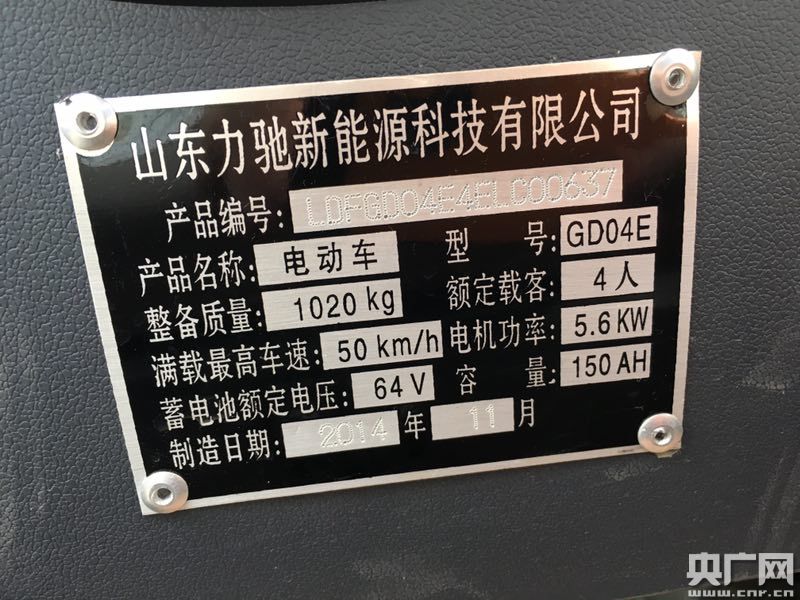 山东力驰新能源科技有限公司
产品编号: LDFGD04E4ELC00637
产品名称: 电动车 型 号: GD04E
整备质量: 1020 kg 额定载客: 4 人
满载最高车速: 50 km/h 电机功率: 5.6 KW
蓄电池额定电压: 64 V 容 量: 150 AH
制造日期: 2014 年 11 月
央广网
www.cnr.cn